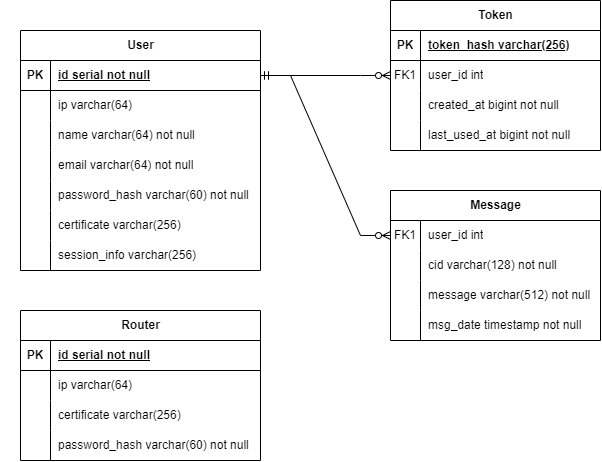 User
PK id serial not null
ip varchar(64)
name varchar(64) not null
email varchar(64) not null
password_hash varchar(60) not null
certificate varchar(256)
session_info varchar(256)
Token
PK token_hash varchar(256)
FK1 user_id int
created_at bigint not null
last_used_at bigint not null
Message
FK1 user_id int
cid varchar(128) not null
message varchar(512) not null
msg_date timestamp not null
Router
PK id serial not null
ip varchar(64)
certificate varchar(256)
password_hash varchar(60) not null